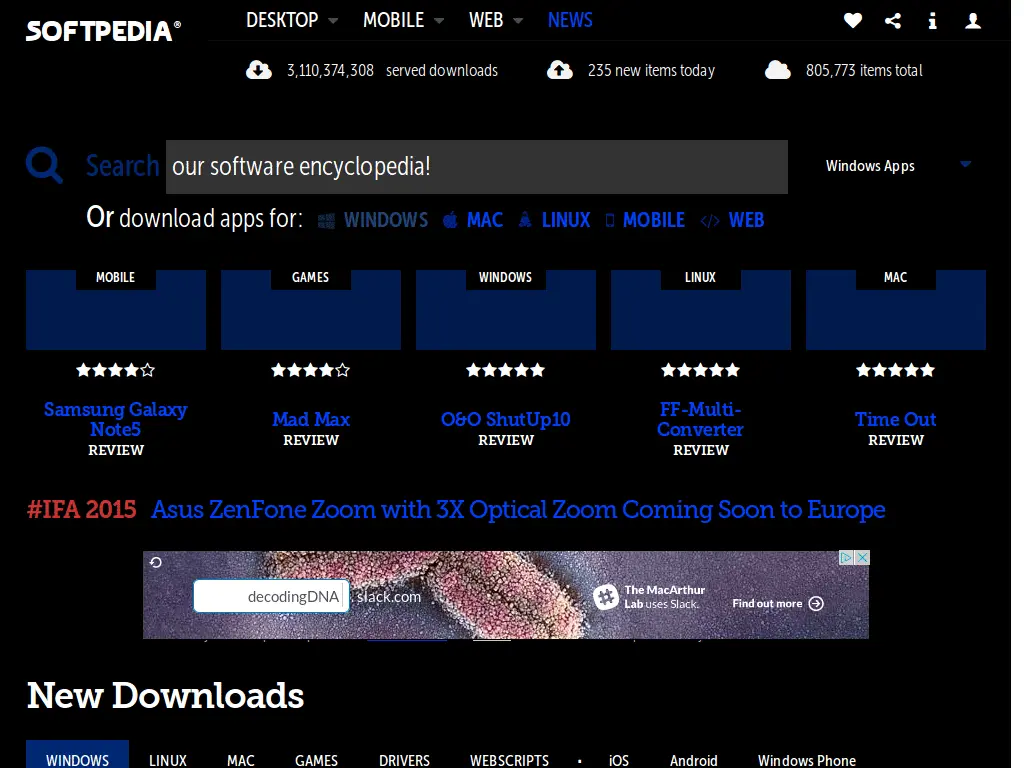 SOFTPEDIA®
DESKTOP MOBILE WEB NEWS
3,110,374,308 served downloads 235 new items today 805,773 items total
Search our software encyclopedia! Windows Apps
Or download apps for: WINDOWS MAC LINUX MOBILE </> WEB
MOBILE GAMES WINDOWS LINUX MAC
Samsung Galaxy Note5
REVIEW
Mad Max
REVIEW
O&O ShutUp10
REVIEW
FF-Multi-Converter
REVIEW
Time Out
REVIEW
#IFA 2015 Asus ZenFone Zoom with 3X Optical Zoom Coming Soon to Europe
decodingDNA .slack.com
The MacArthur
Lab uses Slack.
Find out more
New Downloads
WINDOWS LINUX MAC GAMES DRIVERS WEBSCRIPTS · iOS Android Windows Phone